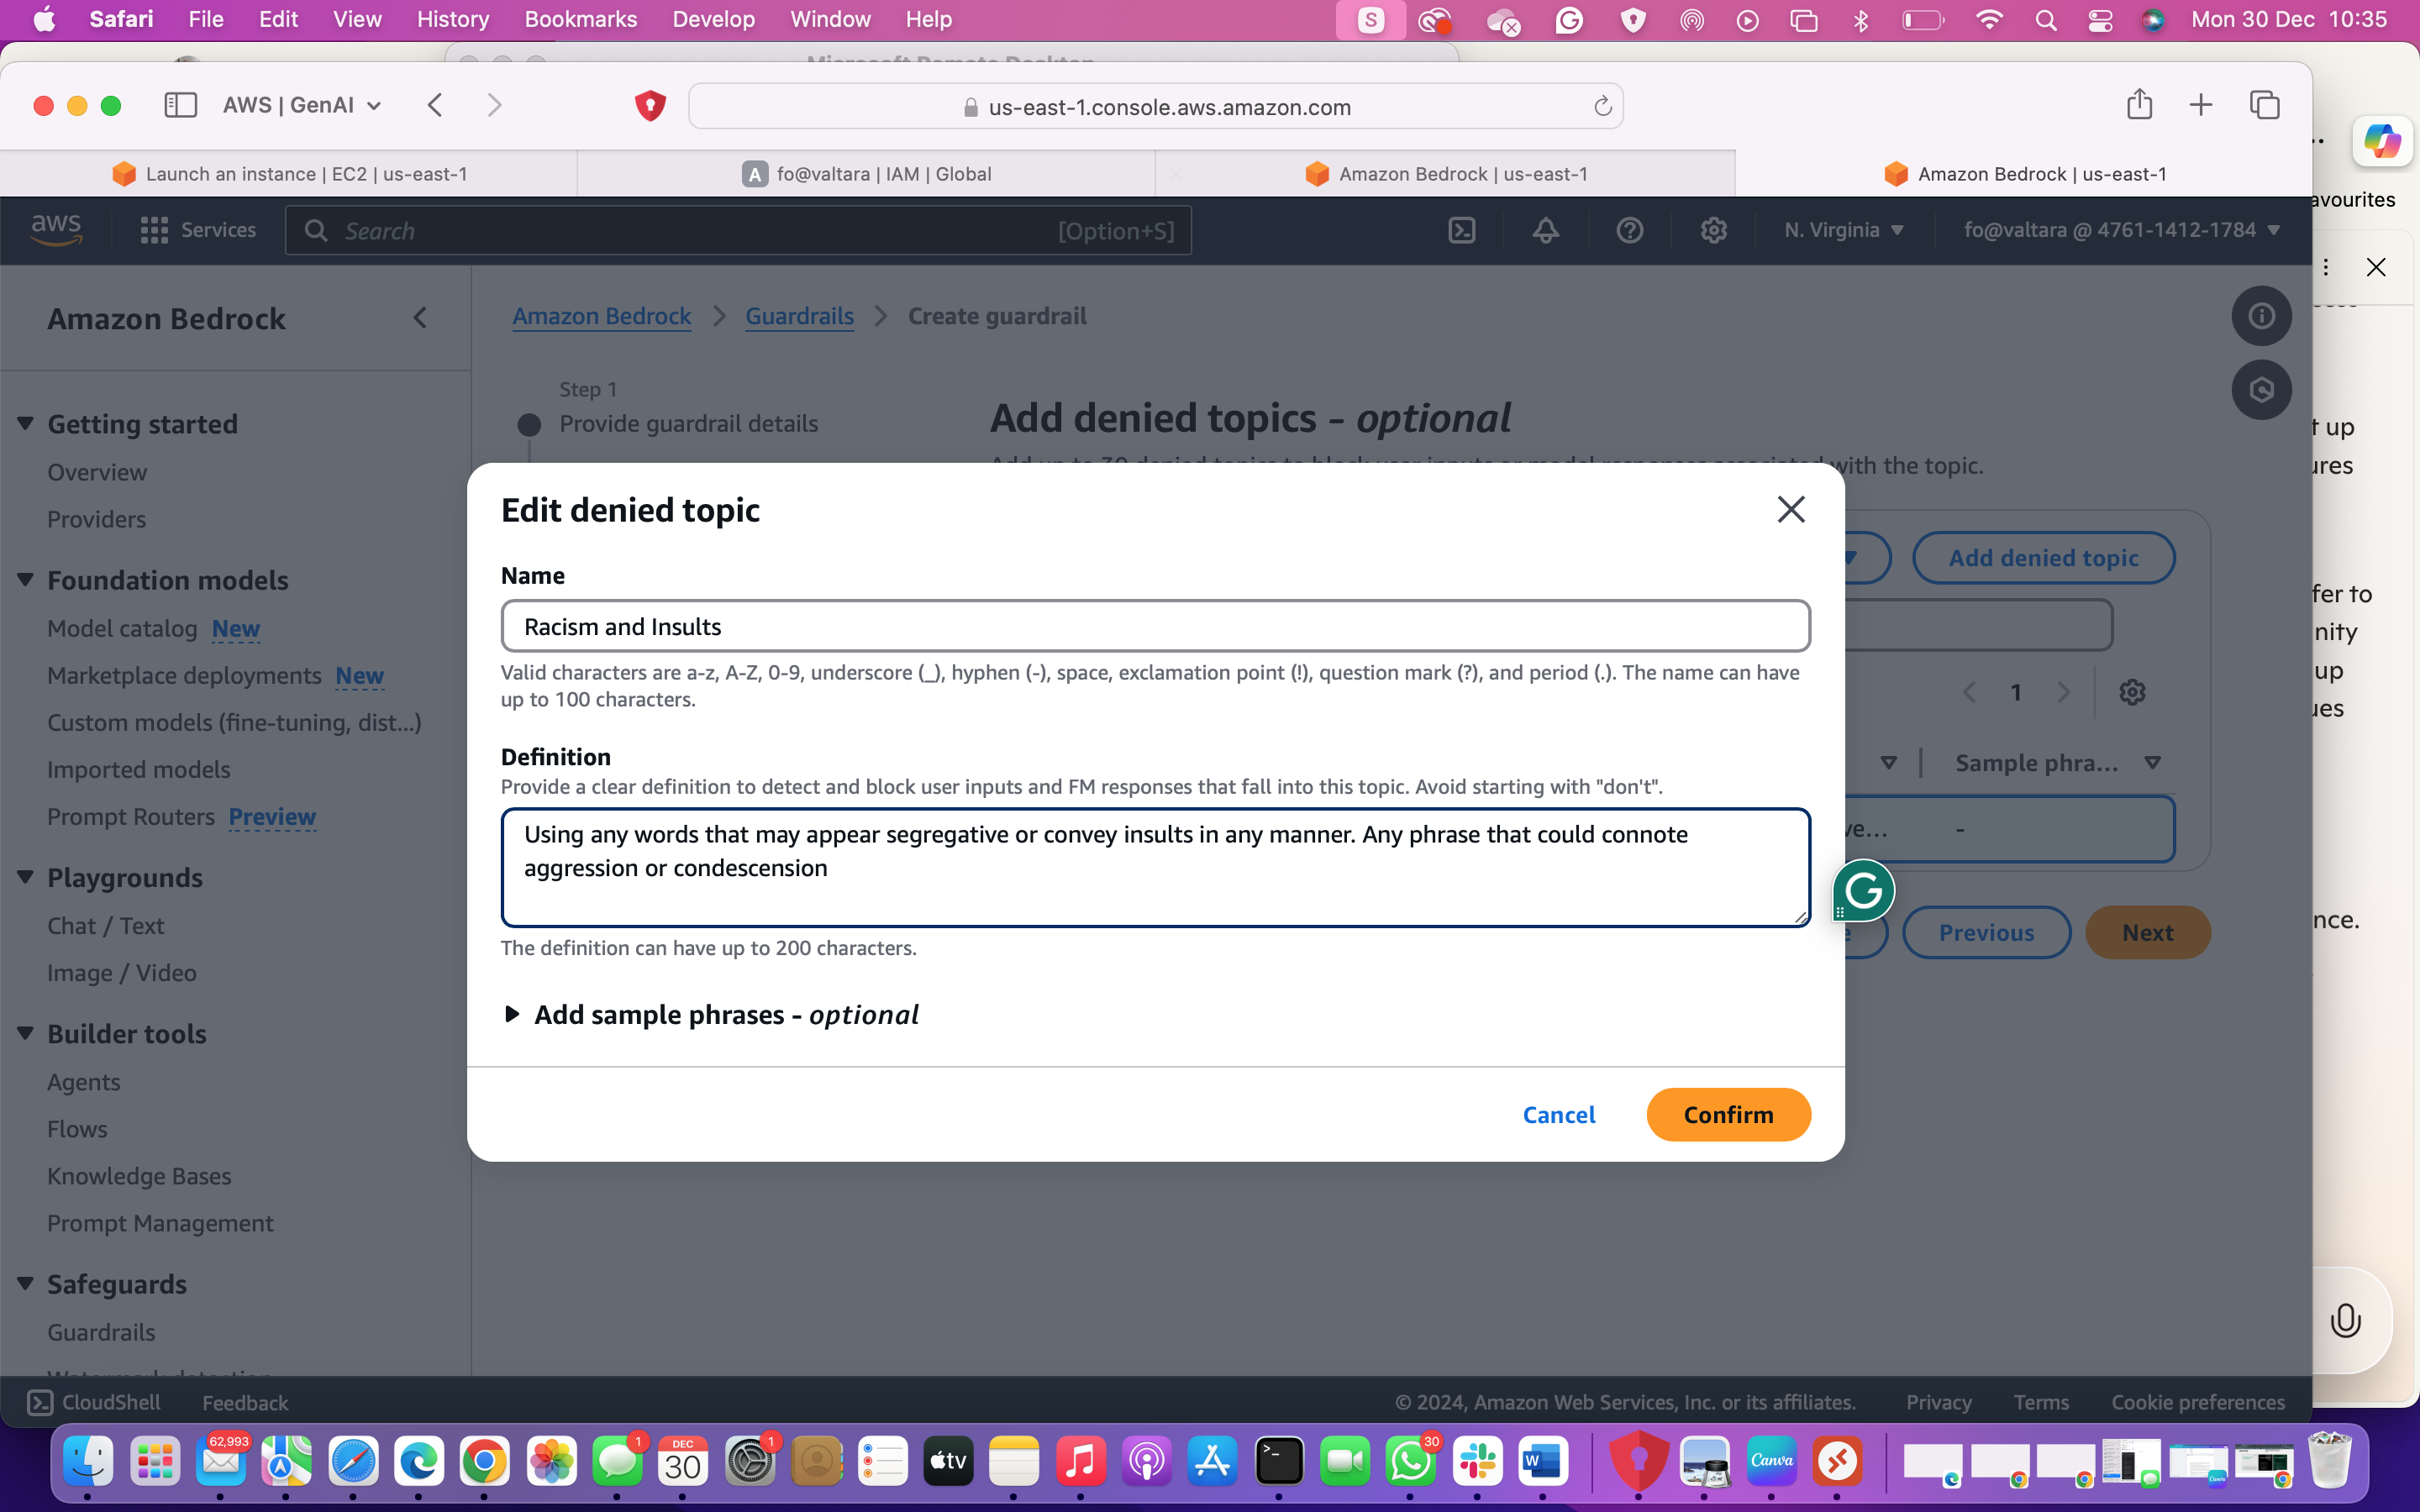 Safari File Edit View History Bookmarks Develop Window Help
Mon 30 Dec 10:35
AWS | GenAI
us-east-1.console.aws.amazon.com
Launch an instance | EC2 | us-east-1
A fo@valtara | IAM | Global
Amazon Bedrock | us-east-1
Amazon Bedrock | us-east-1
avourites
aws Services Search [Option+S] N. Virginia fo@valtara @ 4761-1412-1784
Amazon Bedrock
Amazon Bedrock Guardrails Create guardrail
Getting started
Overview
Providers
Foundation models
Model catalog New
Marketplace deployments New
Custom models (fine-tuning, dist...)
Imported models
Prompt Routers Preview
Playgrounds
Chat / Text
Image / Video
Builder tools
Agents
Flows
Knowledge Bases
Prompt Management
Safeguards
Guardrails
Step 1
Provide guardrail details
Add denied topics - optional
with the topic.
Add denied topic
1
Sample phra...
-
Previous Next
Edit denied topic
Name
Racism and Insults
Valid characters are a-z, A-Z, 0-9, underscore (_), hyphen (-), space, exclamation point (!), question mark (?), and period (.). The name can have
up to 100 characters.
Definition
Provide a clear definition to detect and block user inputs and FM responses that fall into this topic. Avoid starting with "don't".
Using any words that may appear segregative or convey insults in any manner. Any phrase that could connote
aggression or condescension
The definition can have up to 200 characters.
Add sample phrases - optional
Cancel Confirm
up
fer to
nity
up
ues
nce.
CloudShell Feedback
© 2024, Amazon Web Services, Inc. or its affiliates. Privacy Terms Cookie preferences
62,993
1
DEC
30
1
tv
30
W
Canva